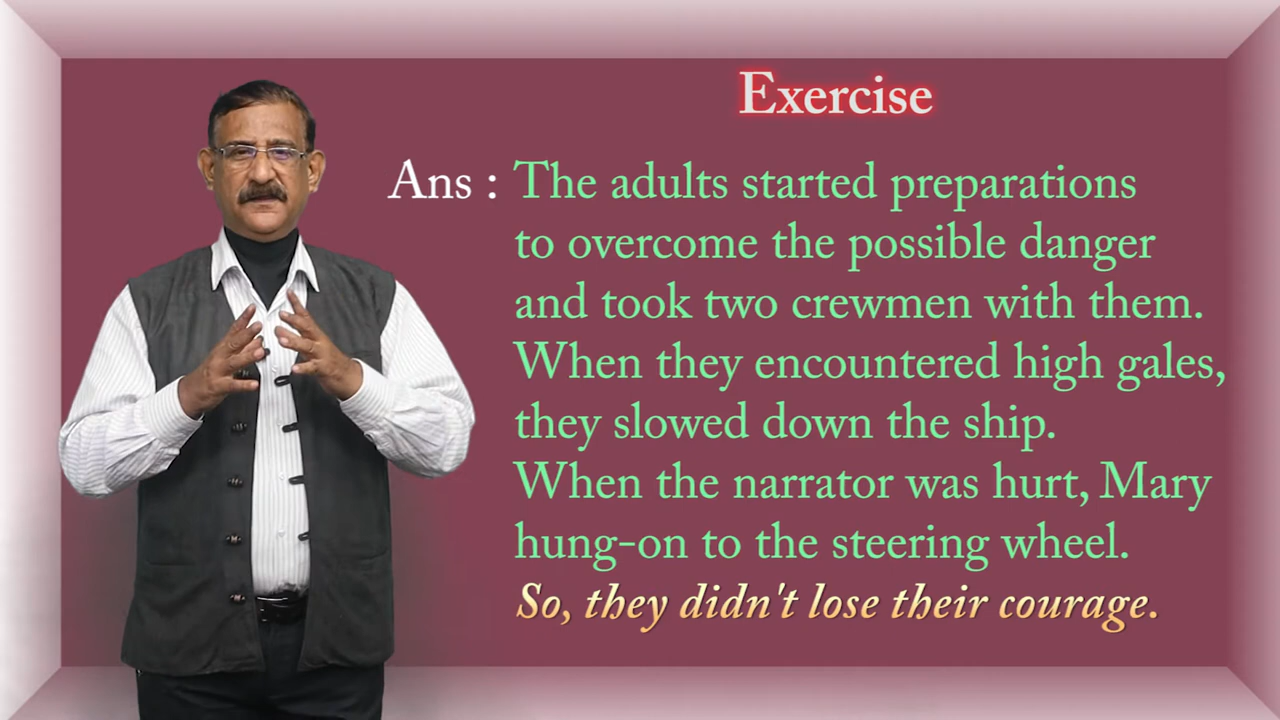 Exercise
Ans : The adults started preparations
to overcome the possible danger
and took two crewmen with them.
When they encountered high gales,
they slowed down the ship.
When the narrator was hurt, Mary
hung-on to the steering wheel.
So, they didn't lose their courage.